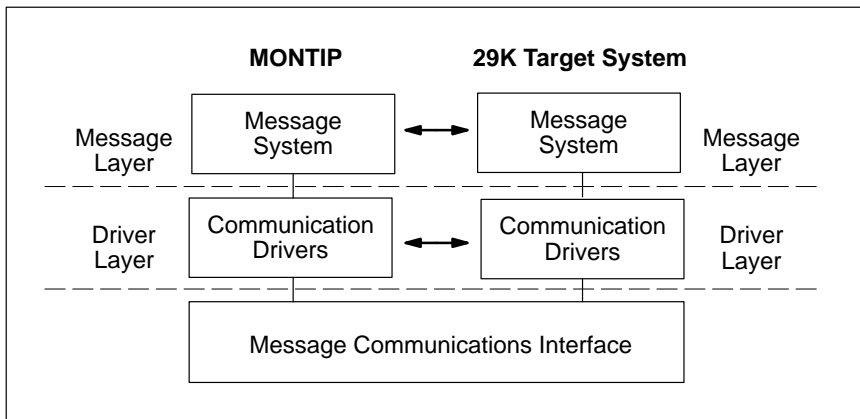 MONTIP
29K Target System
Message
Layer
Message
System
Message
System
Message
Layer
Driver
Layer
Communication
Drivers
Communication
Drivers
Driver
Layer
Message Communications Interface